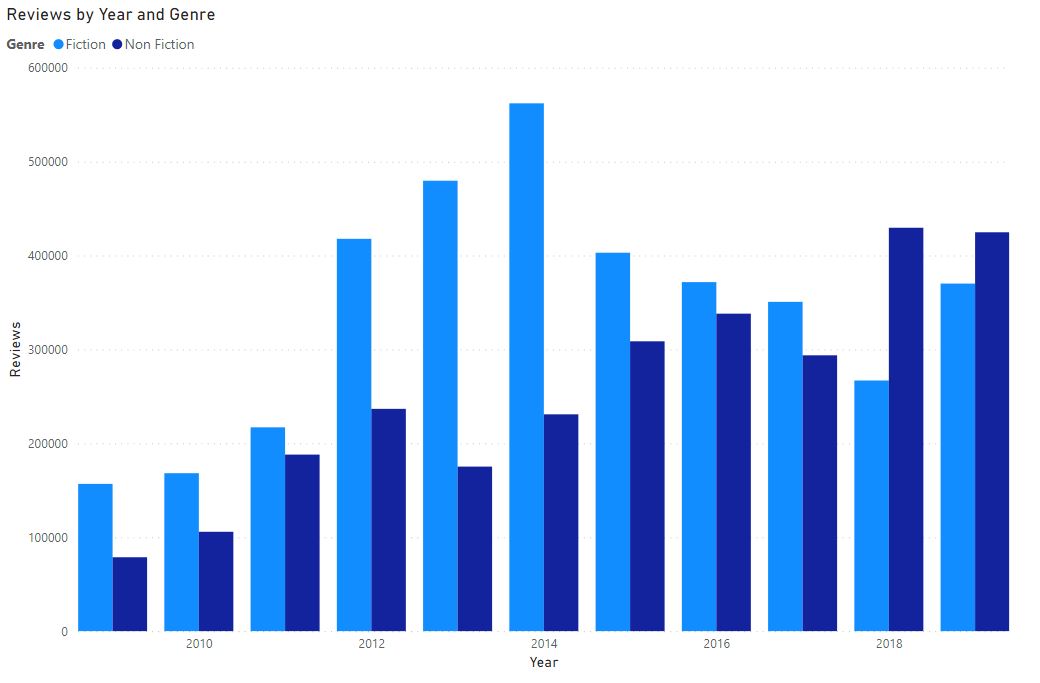 Reviews by Year and Genre
Genre Fiction Non Fiction
600000
500000
400000
300000
200000
100000
0
Reviews
2010 2012 2014 2016 2018
Year